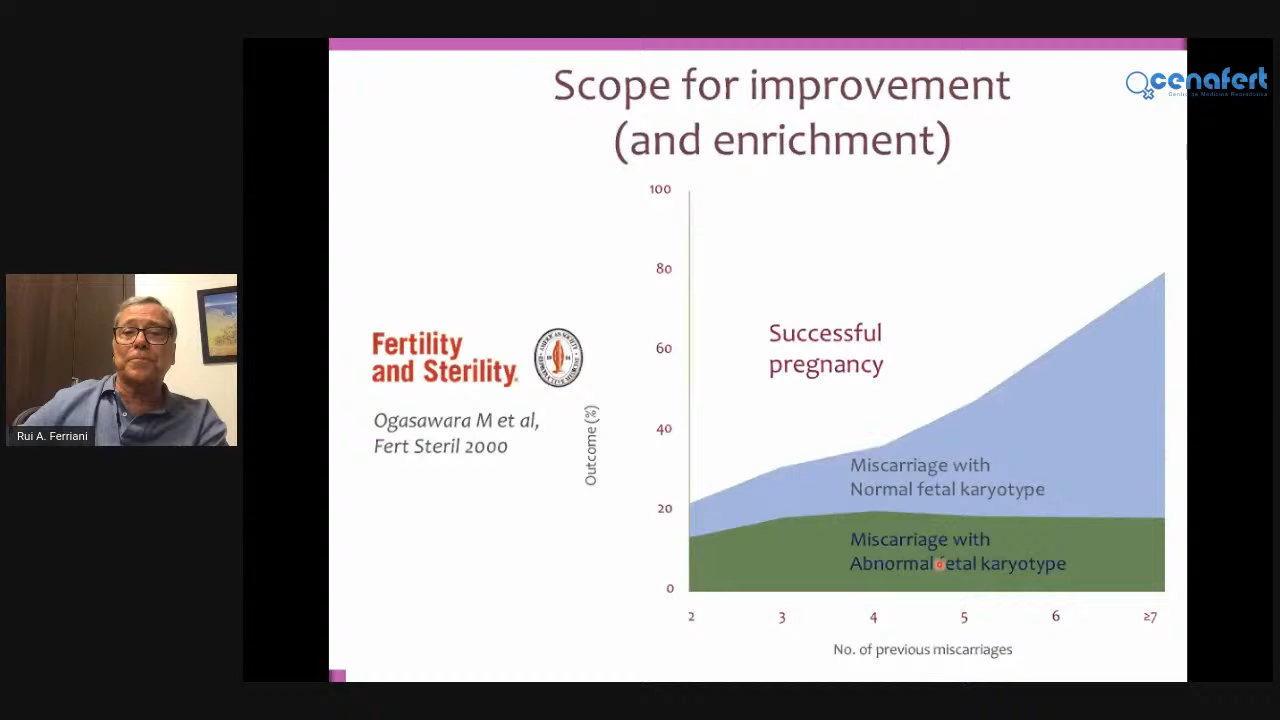 Scope for improvement
(and enrichment)
cenafert
Fertility
and Sterility.
Ogasawara M et al,
Fert Steril 2000
Rui A. Ferriani
Outcome (%)
100
80
60
40
20
0
Successful
pregnancy
Miscarriage with
Normal fetal karyotype
Miscarriage with
Abnormal fetal karyotype
2 3 4 5 6 ≥7
No. of previous miscarriages